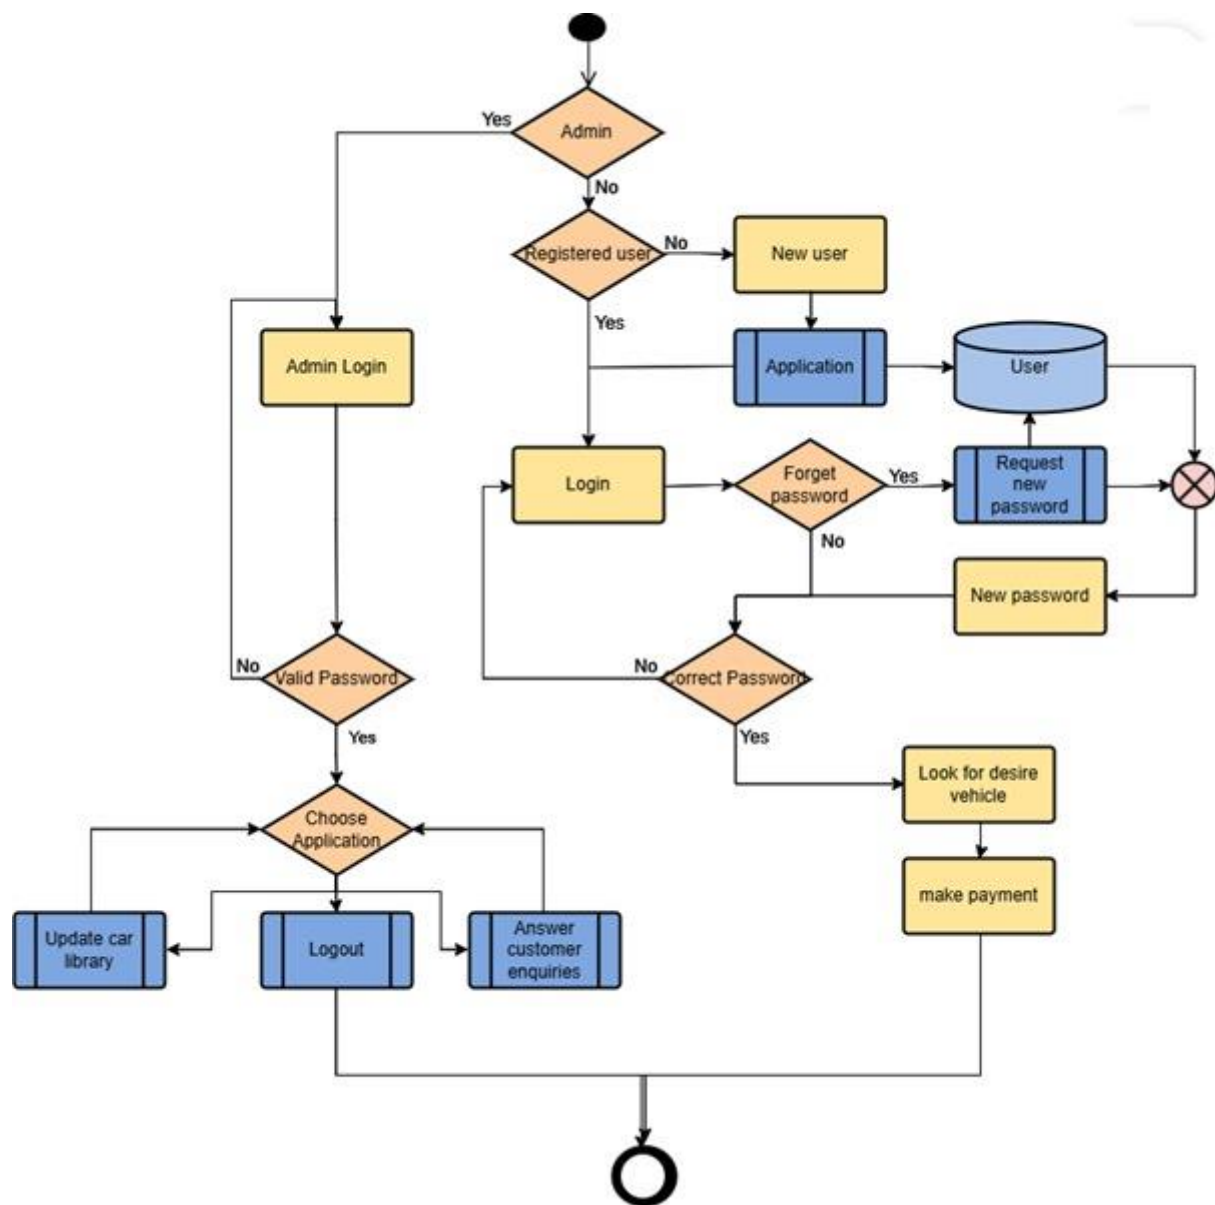 Yes
Admin
No
Registered user
No
New user
Yes
Admin Login
Application
User
Login
Forget
password
Yes
Request
new
password
No
New password
No
Valid Password
No
Correct Password
Yes
Yes
Look for desire
vehicle
Choose
Application
make payment
Update car
library
Logout
Answer
customer
enquiries